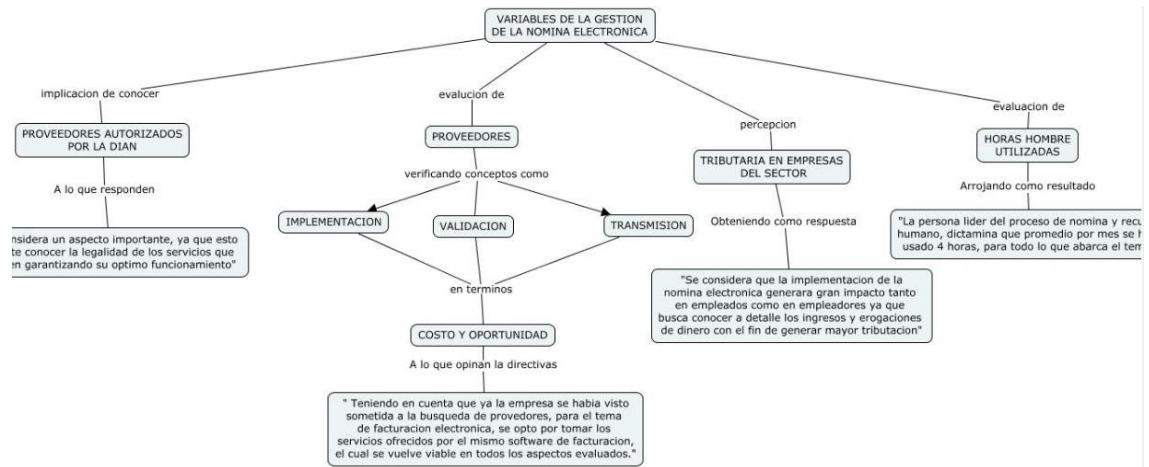 VARIABLES DE LA GESTION
DE LA NOMINA ELECTRONICA
implicacion de conocer
PROVEEDORES AUTORIZADOS
POR LA DIAN
A lo que responden
un aspecto importante, ya que esto
conocer la legalidad de los servicios que
garantizando su optimo funcionamiento"
evalucion de
PROVEEDORES
verificando conceptos como
IMPLEMENTACION
VALIDACION
TRANSMISION
en terminos
COSTO Y OPORTUNIDAD
A lo que opinan la directivas
" Teniendo en cuenta que ya la empresa se habia visto
sometida a la busqueda de provedores, para el tema
de facturacion electronica, se opto por tomar los
servicios ofrecidos por el mismo software de facturacion,
el cual se vuelve viable en todos los aspectos evaluados."
percepcion
TRIBUTARIA EN EMPRESAS
DEL SECTOR
Obteniendo como respuesta
"Se considera que la implementacion de la
nomina electronica generara gran impacto tanto
en empleados como en empleadores ya que
busca conocer a detalle los ingresos y erogaciones
de dinero con el fin de generar mayor tributacion"
evaluacion de
HORAS HOMBRE
UTILIZADAS
Arrojando como resultado
"La persona lider del proceso de nomina y
humano, dictamina que promedio por mes se
usado 4 horas, para todo lo que abarca el